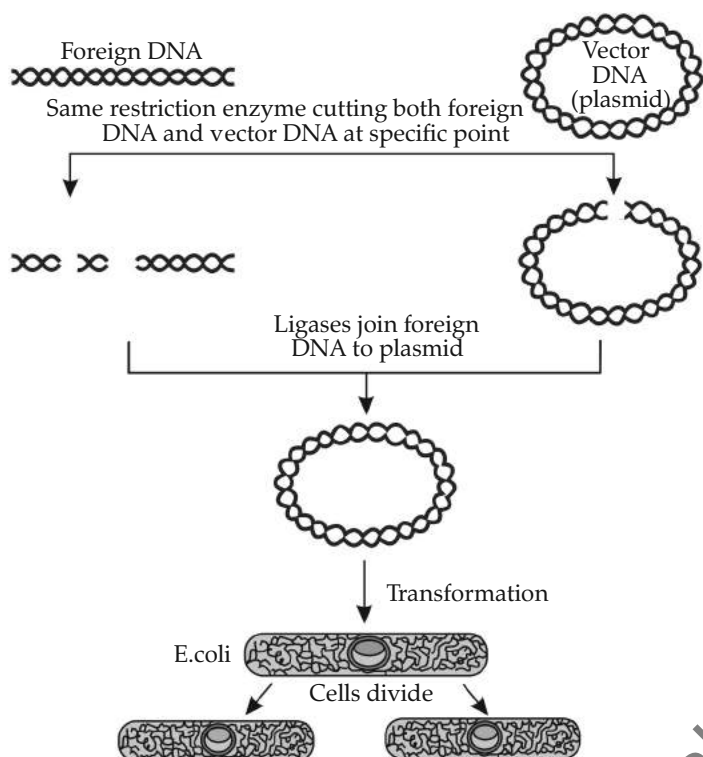 Foreign DNA
Vector
DNA
(plasmid)
Same restriction enzyme cutting both foreign
DNA and vector DNA at specific point
Ligases join foreign
DNA to plasmid
Transformation
E.coli
Cells divide